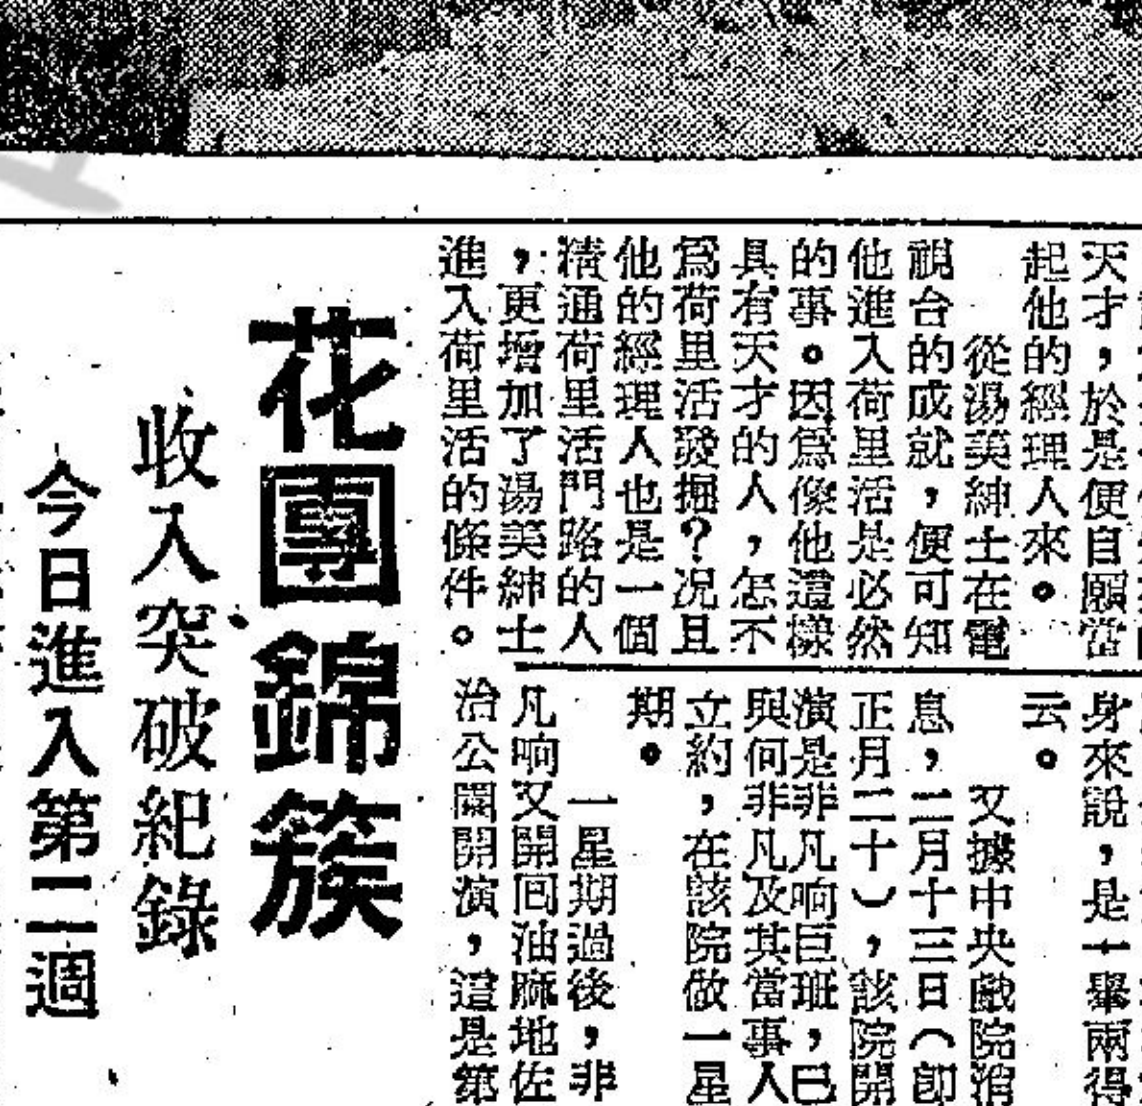 天才，於是便自願當
起他的經理人來。
從湯美紳士在電
視台的成就，便可知
他進入荷里活是必然
的事。因爲像他這樣
具有天才的人，怎不
爲荷里活發掘？况且
他的經理人也是一個
精通荷里活門路的人
，更增加了湯美紳士
進入荷里活的條件。
身來說，是一舉兩得
云。
又據中央戲院消
息，二月十三日（卽
正月二十），該院開
演是非凡响巨班，已
與何非凡及其當事人
立約，在該院做一星
期。
一星期過後，非
凡响又開囘油麻地佐
治公園開演，這是第
花團錦簇
收入突破紀錄
今日進入第二週